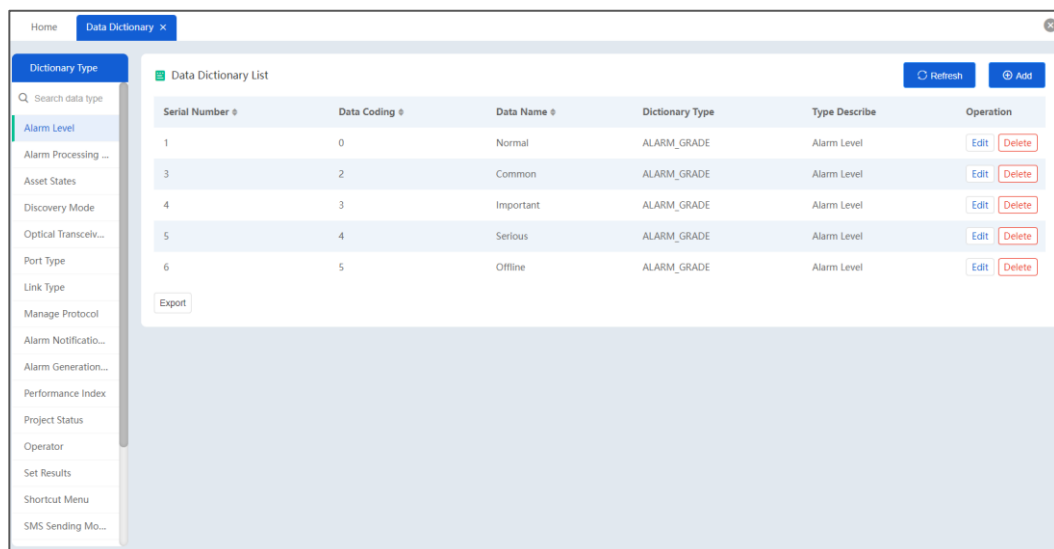 Home
Data Dictionary ×
Dictionary Type
Search data type
Alarm Level
Alarm Processing ...
Asset States
Discovery Mode
Optical Transceiv...
Port Type
Link Type
Manage Protocol
Alarm Notificatio...
Alarm Generation...
Performance Index
Project Status
Operator
Set Results
Shortcut Menu
SMS Sending Mo...
Data Dictionary List
Refresh
Add
Serial Number Data Coding Data Name Dictionary Type Type Describe Operation
1 0 Normal ALARM_GRADE Alarm Level Edit Delete
3 2 Common ALARM_GRADE Alarm Level Edit Delete
4 3 Important ALARM_GRADE Alarm Level Edit Delete
5 4 Serious ALARM_GRADE Alarm Level Edit Delete
6 5 Offline ALARM_GRADE Alarm Level Edit Delete
Export